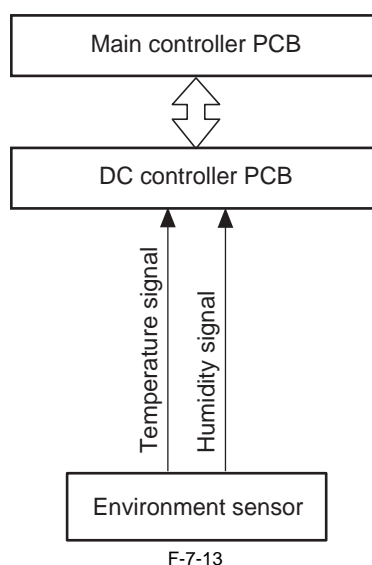 Main controller PCB
DC controller PCB
Temperature signal
Humidity signal
Environment sensor
F-7-13